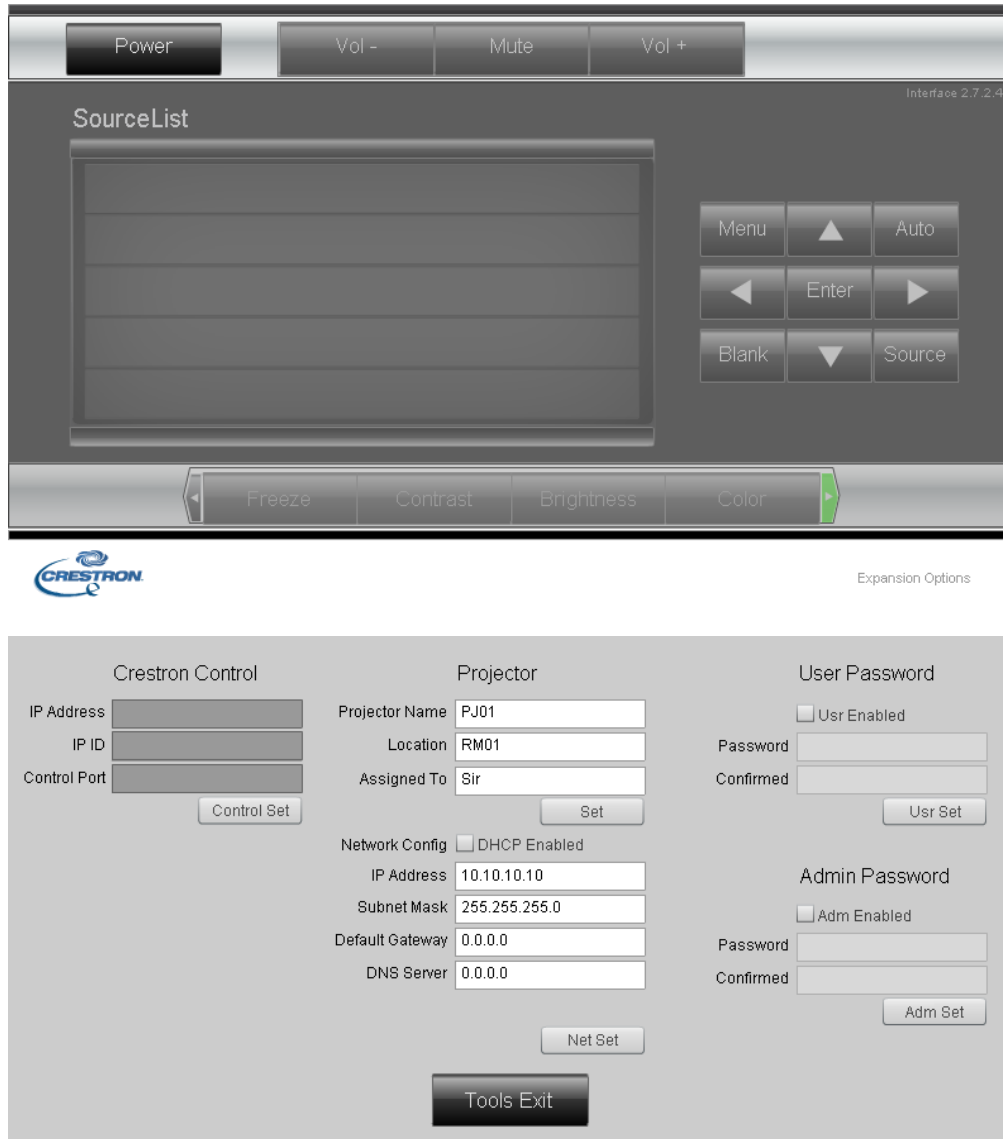 Power Vol - Mute Vol +
Interface 2.7.2.4
SourceList
Menu Auto
Enter
Blank Source
Freeze Contrast Brightness Color
CRESTRON
Expansion Options
Crestron Control
IP Address
IP ID
Control Port
Control Set
Projector
Projector Name PJ01
Location RM01
Assigned To Sir
Set
Network Config DHCP Enabled
IP Address 10.10.10.10
Subnet Mask 255.255.255.0
Default Gateway 0.0.0.0
DNS Server 0.0.0.0
Net Set
User Password
Usr Enabled
Password
Confirmed
Usr Set
Admin Password
Adm Enabled
Password
Confirmed
Adm Set
Tools Exit